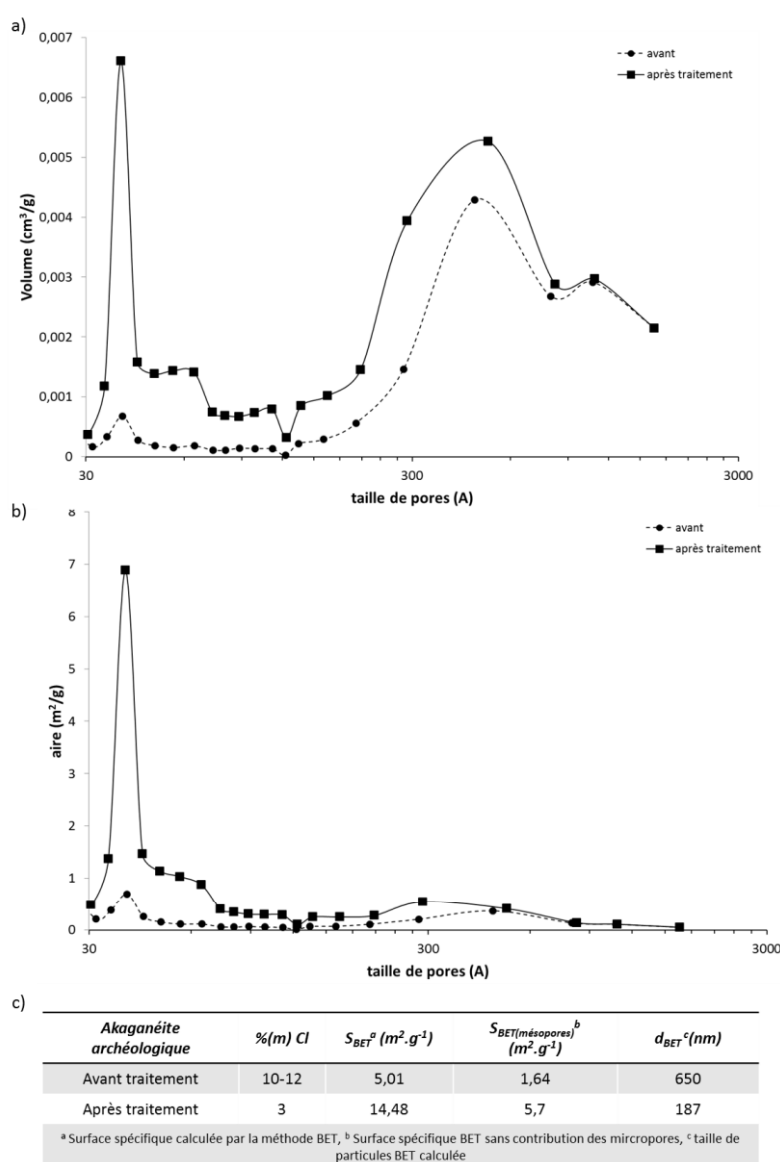 a)
0,007
0,006
0,005
0,004
0,003
0,002
0,001
0
Volume (cm³/g)
30
300
3000
taille de pores (A)
avant
après traitement
b)
8
7
6
5
4
3
2
1
0
aire (m²/g)
30
300
3000
taille de pores (A)
avant
après traitement
c)
Akaganéite archéologique %(m) Cl S_BET^a (m².g⁻¹) S_BET(mésopores)^b (m².g⁻¹) d_BET^c(nm)
Avant traitement 10-12 5,01 1,64 650
Après traitement 3 14,48 5,7 187
ᵃ Surface spécifique calculée par la méthode BET, ᵇ Surface spécifique BET sans contribution des mircropores, ᶜ taille de
particules BET calculée